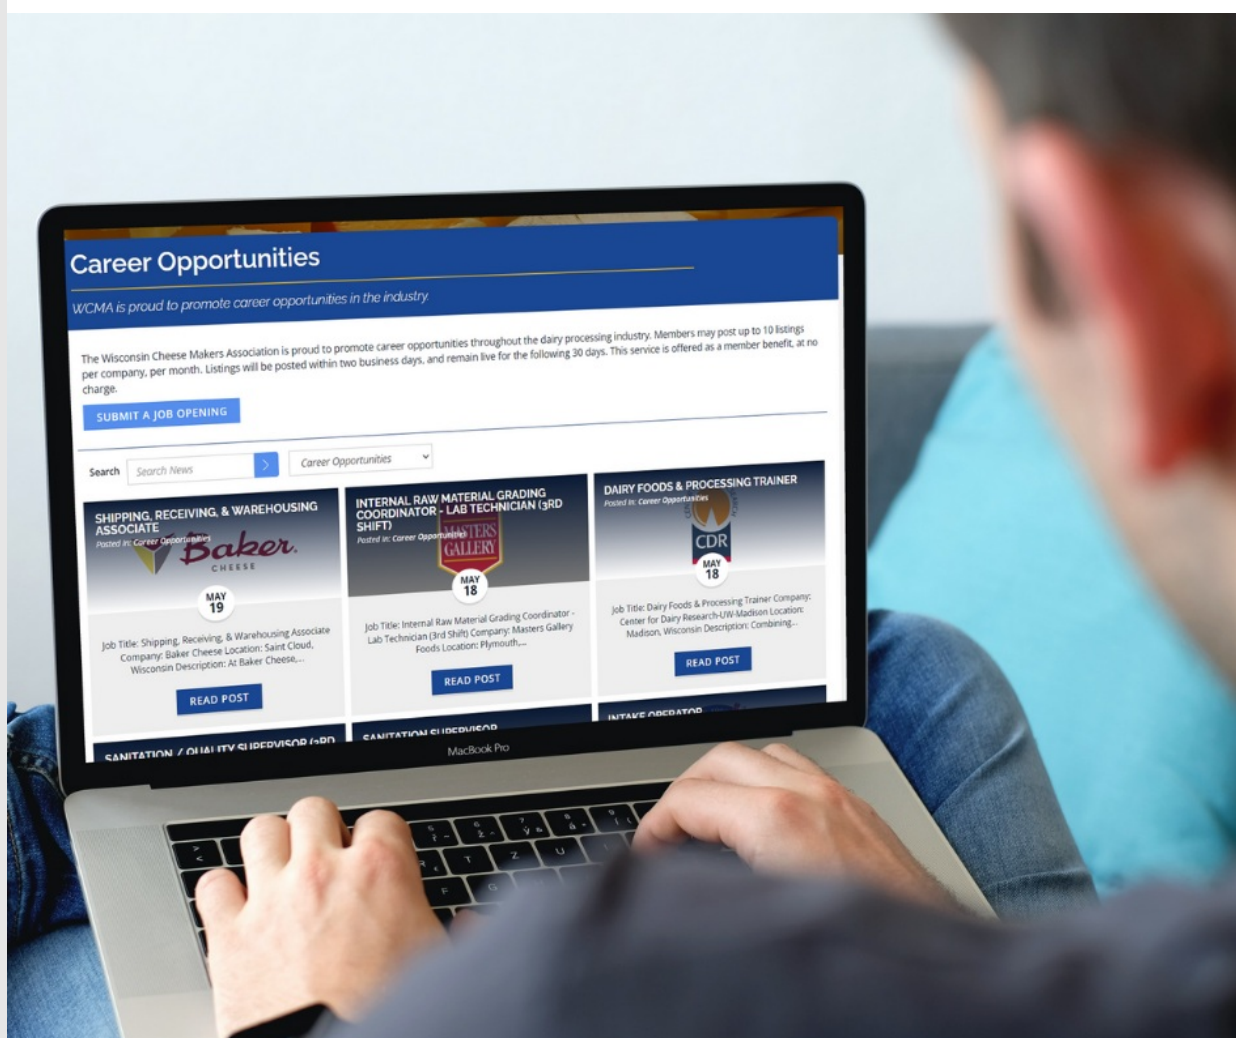 Career Opportunities
WCMA is proud to promote career opportunities in the industry.
The Wisconsin Cheese Makers Association is proud to promote career opportunities throughout the dairy processing industry. Members may post up to 10 listings
per company, per month. Listings will be posted within two business days, and remain live for the following 30 days. This service is offered as a member benefit, at no
charge.
SUBMIT A JOB OPENING
Search
Search News
Career Opportunities
SHIPPING, RECEIVING, & WAREHOUSING
ASSOCIATE
Posted In: Career Opportunities
Baker
CHEESE
MAY
19
Job Title: Shipping, Receiving, & Warehousing Associate
Company: Baker Cheese Location: Saint Cloud,
Wisconsin Description: At Baker Cheese,...
READ POST
INTERNAL RAW MATERIAL GRADING
COORDINATOR - LAB TECHNICIAN (3RD
SHIFT)
Posted In: Career Opportunities
MASTERS
GALLERY
MAY
18
Job Title: Internal Raw Material Grading Coordinator -
Lab Technician (3rd Shift) Company: Masters Gallery
Foods Location: Plymouth,...
READ POST
DAIRY FOODS & PROCESSING TRAINER
Posted In: Career Opportunities
CDR
MAY
18
Job Title: Dairy Foods & Processing Trainer Company:
Center for Dairy Research-UW-Madison Location:
Madison, Wisconsin Description: Combining...
READ POST
SANITATION / QUALITY SUPERVISOR (3RD
SANITATION SUPERVISOR
INTAKE OPERATOR
MacBook Pro
T Z U
F G